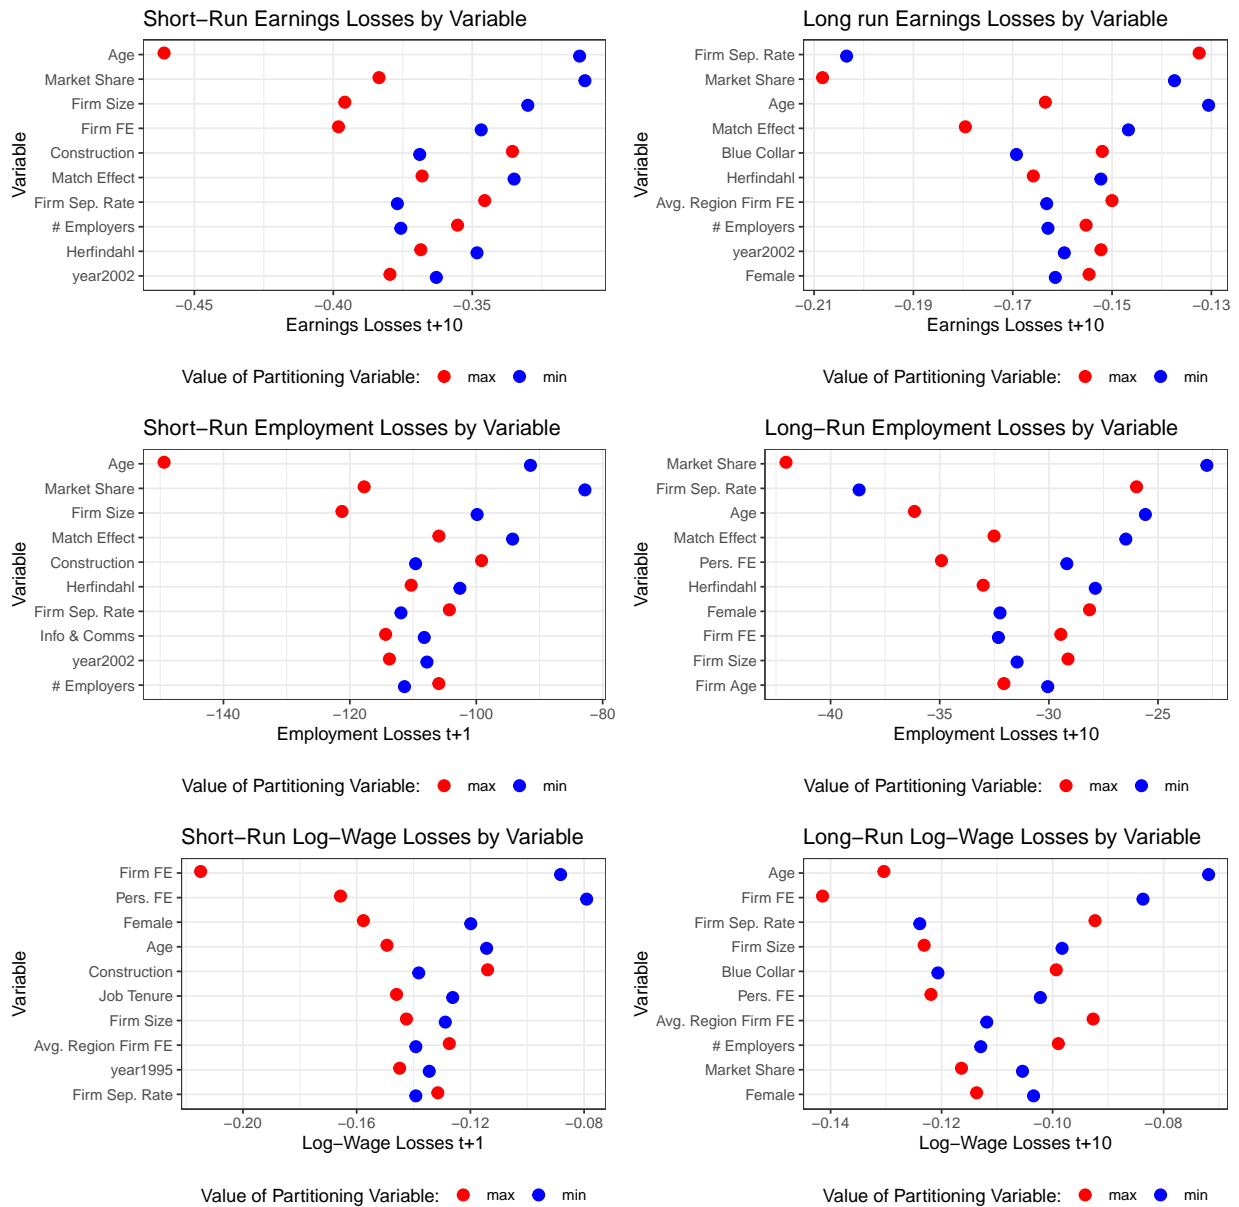 Short−Run Earnings Losses by Variable
Variable
Age
Market Share
Firm Size
Firm FE
Construction
Match Effect
Firm Sep. Rate
# Employers
Herfindahl
year2002
−0.45 −0.40 −0.35
Earnings Losses t+10
Value of Partitioning Variable: max min
Long run Earnings Losses by Variable
Variable
Firm Sep. Rate
Market Share
Age
Match Effect
Blue Collar
Herfindahl
Avg. Region Firm FE
# Employers
year2002
Female
−0.21 −0.19 −0.17 −0.15 −0.13
Earnings Losses t+10
Value of Partitioning Variable: max min
Short−Run Employment Losses by Variable
Variable
Age
Market Share
Firm Size
Match Effect
Construction
Herfindahl
Firm Sep. Rate
Info & Comms
year2002
# Employers
−140 −120 −100 −80
Employment Losses t+1
Value of Partitioning Variable: max min
Long−Run Employment Losses by Variable
Variable
Market Share
Firm Sep. Rate
Age
Match Effect
Pers. FE
Herfindahl
Female
Firm FE
Firm Size
Firm Age
−40 −35 −30 −25
Employment Losses t+10
Value of Partitioning Variable: max min
Short−Run Log−Wage Losses by Variable
Variable
Firm FE
Pers. FE
Female
Age
Construction
Job Tenure
Firm Size
Avg. Region Firm FE
year1995
Firm Sep. Rate
−0.20 −0.16 −0.12 −0.08
Log−Wage Losses t+1
Value of Partitioning Variable: max min
Long−Run Log−Wage Losses by Variable
Variable
Age
Firm FE
Firm Sep. Rate
Firm Size
Blue Collar
Pers. FE
Avg. Region Firm FE
# Employers
Market Share
Female
−0.14 −0.12 −0.10 −0.08
Log−Wage Losses t+10
Value of Partitioning Variable: max min